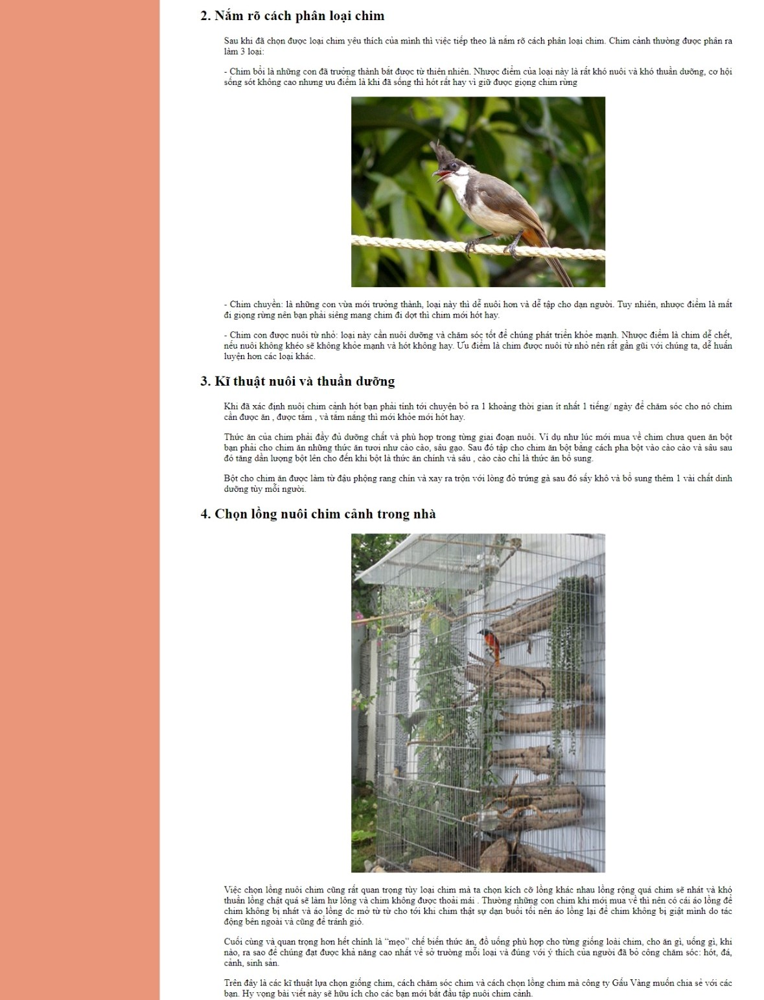 2. Nắm rõ cách phân loại chim
Sau khi đã chọn được loại chim yêu thích của mình thì việc tiếp theo là nắm rõ cách phân loại chim. Chim cảnh thường được phân ra
làm 3 loại:
- Chim bổi là những con đã trưởng thành bắt được từ thiên nhiên. Nhược điểm của loại này là rất khó nuôi và khó thuần dưỡng, cơ hội
sống sót không cao nhưng ưu điểm là khi đã sống thì hót rất hay vì giữ được giọng chim rừng
- Chim chuyền: là những con vừa mới trưởng thành, loại này thì dễ nuôi hơn và dễ tập cho dạn người. Tuy nhiên, nhược điểm là mất
đi giọng rừng nên bạn phải siêng mang chim đi dợt thì chim mới hót hay.
- Chim con được nuôi từ nhỏ: loại này cần nuôi dưỡng và chăm sóc tốt để chúng phát triển khỏe mạnh. Nhược điểm là chim dễ chết,
nếu nuôi không khéo sẽ không khỏe mạnh và hót không hay. Ưu điểm là chim được nuôi từ nhỏ nên rất gần gũi với chúng ta, dễ huấn
luyện hơn các loại khác.
3. Kĩ thuật nuôi và thuần dưỡng
Khi đã xác định nuôi chim cảnh hót bạn phải tính tới chuyện bỏ ra 1 khoảng thời gian ít nhất 1 tiếng/ ngày để chăm sóc cho nó chim
cần được ăn , được tắm , và tắm nắng thì mới khỏe mới hót hay.
Thức ăn của chim phải đầy đủ dưỡng chất và phù hợp trong từng giai đoạn nuôi. Ví dụ như lúc mới mua về chim chưa quen ăn bột
bạn phải cho chim ăn những thức ăn tươi như cào cào, sâu gạo. Sau đó tập cho chim ăn bột bằng cách pha bột vào cào cào và sâu sau
đó tăng dần lượng bột lên cho đến khi bột là thức ăn chính và sâu , cào cào chỉ là thức ăn bổ sung.
Bột cho chim ăn được làm từ đậu phộng rang chín và xay ra trộn với lòng đỏ trứng gà sau đó sấy khô và bổ sung thêm 1 vài chất dinh
dưỡng tùy mỗi người.
4. Chọn lồng nuôi chim cảnh trong nhà
Việc chọn lồng nuôi chim cũng rất quan trọng tùy loại chim mà ta chọn kích cỡ lồng khác nhau lồng rộng quá chim sẽ nhát và khó
thuần lồng chật quá sẽ làm hư lông và chim không được thoải mái . Thường những con chim khi mới mua về thì nên có cái áo lồng để
chim không bị nhát và áo lồng dc mở từ từ cho tới khi chim thật sự dạn buổi tối nên áo lồng lại để chim không bị giật mình do tác
động bên ngoài và cũng để tránh gió.
Cuối cùng và quan trọng hơn hết chính là “mẹo” chế biến thức ăn, đồ uống phù hợp cho từng giống loài chim, cho ăn gì, uống gì, khi
nào, ra sao để chúng đạt được khả năng cao nhất về sở trường mỗi loại và đúng với ý thích của người đã bỏ công chăm sóc: hót, đá,
cảnh, sinh sản.
Trên đây là các kĩ thuật lựa chọn giống chim, cách chăm sóc chim và cách chọn lồng chim mà công ty Gấu Vàng muốn chia sẻ với các
bạn. Hy vọng bài viết này sẽ hữu ích cho các bạn mới bắt đầu tập nuôi chim cảnh.